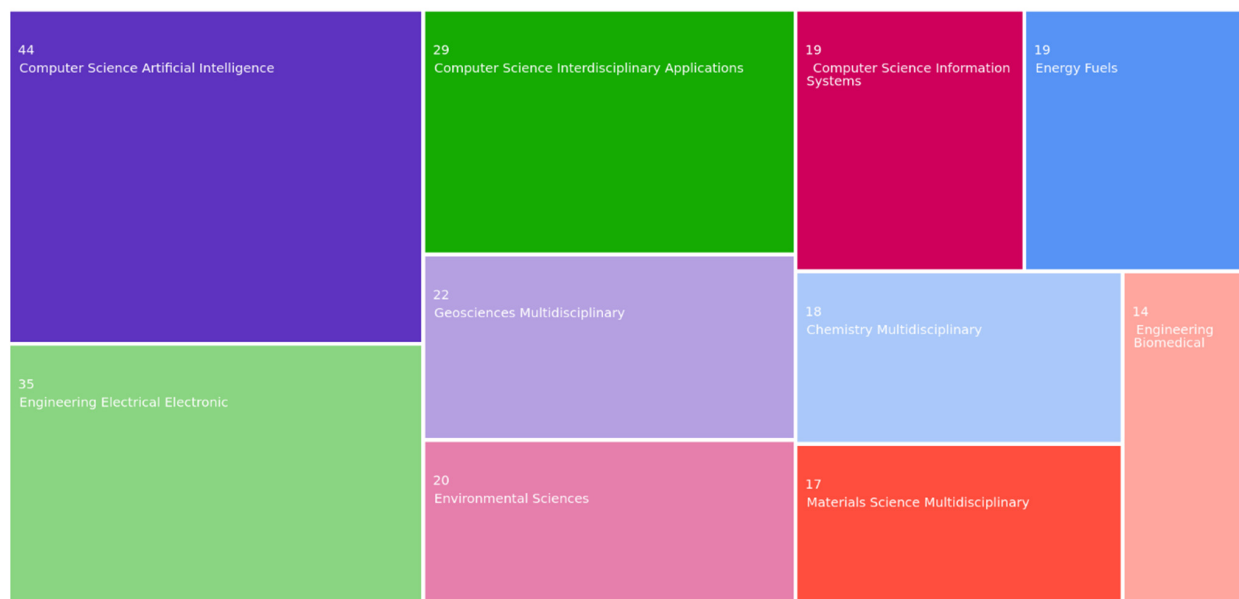 44
Computer Science Artificial Intelligence
29
Computer Science Interdisciplinary Applications
19
Computer Science Information
Systems
19
Energy Fuels
22
Geosciences Multidisciplinary
18
Chemistry Multidisciplinary
14
Engineering
Biomedical
35
Engineering Electrical Electronic
20
Environmental Sciences
17
Materials Science Multidisciplinary